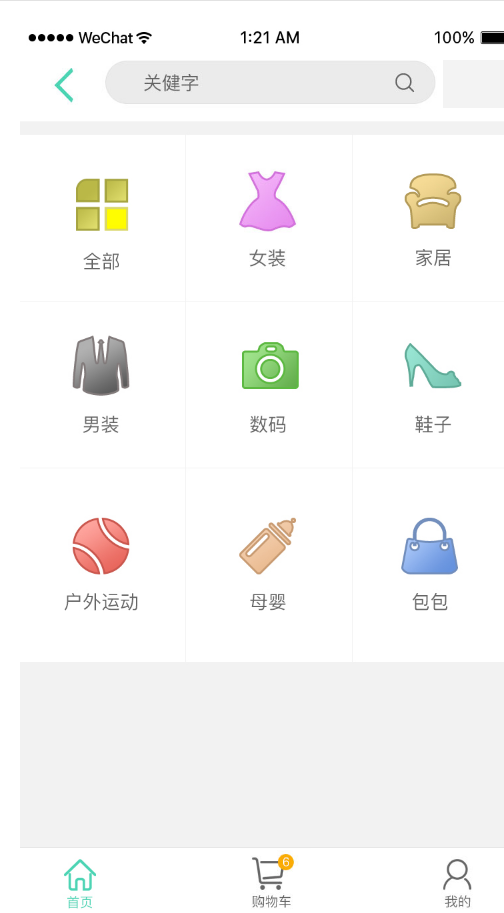 WeChat 1:21 AM 100%
关健字
全部 女装 家居
男装 数码 鞋子
户外运动 母婴 包包
6
首页 购物车 我的